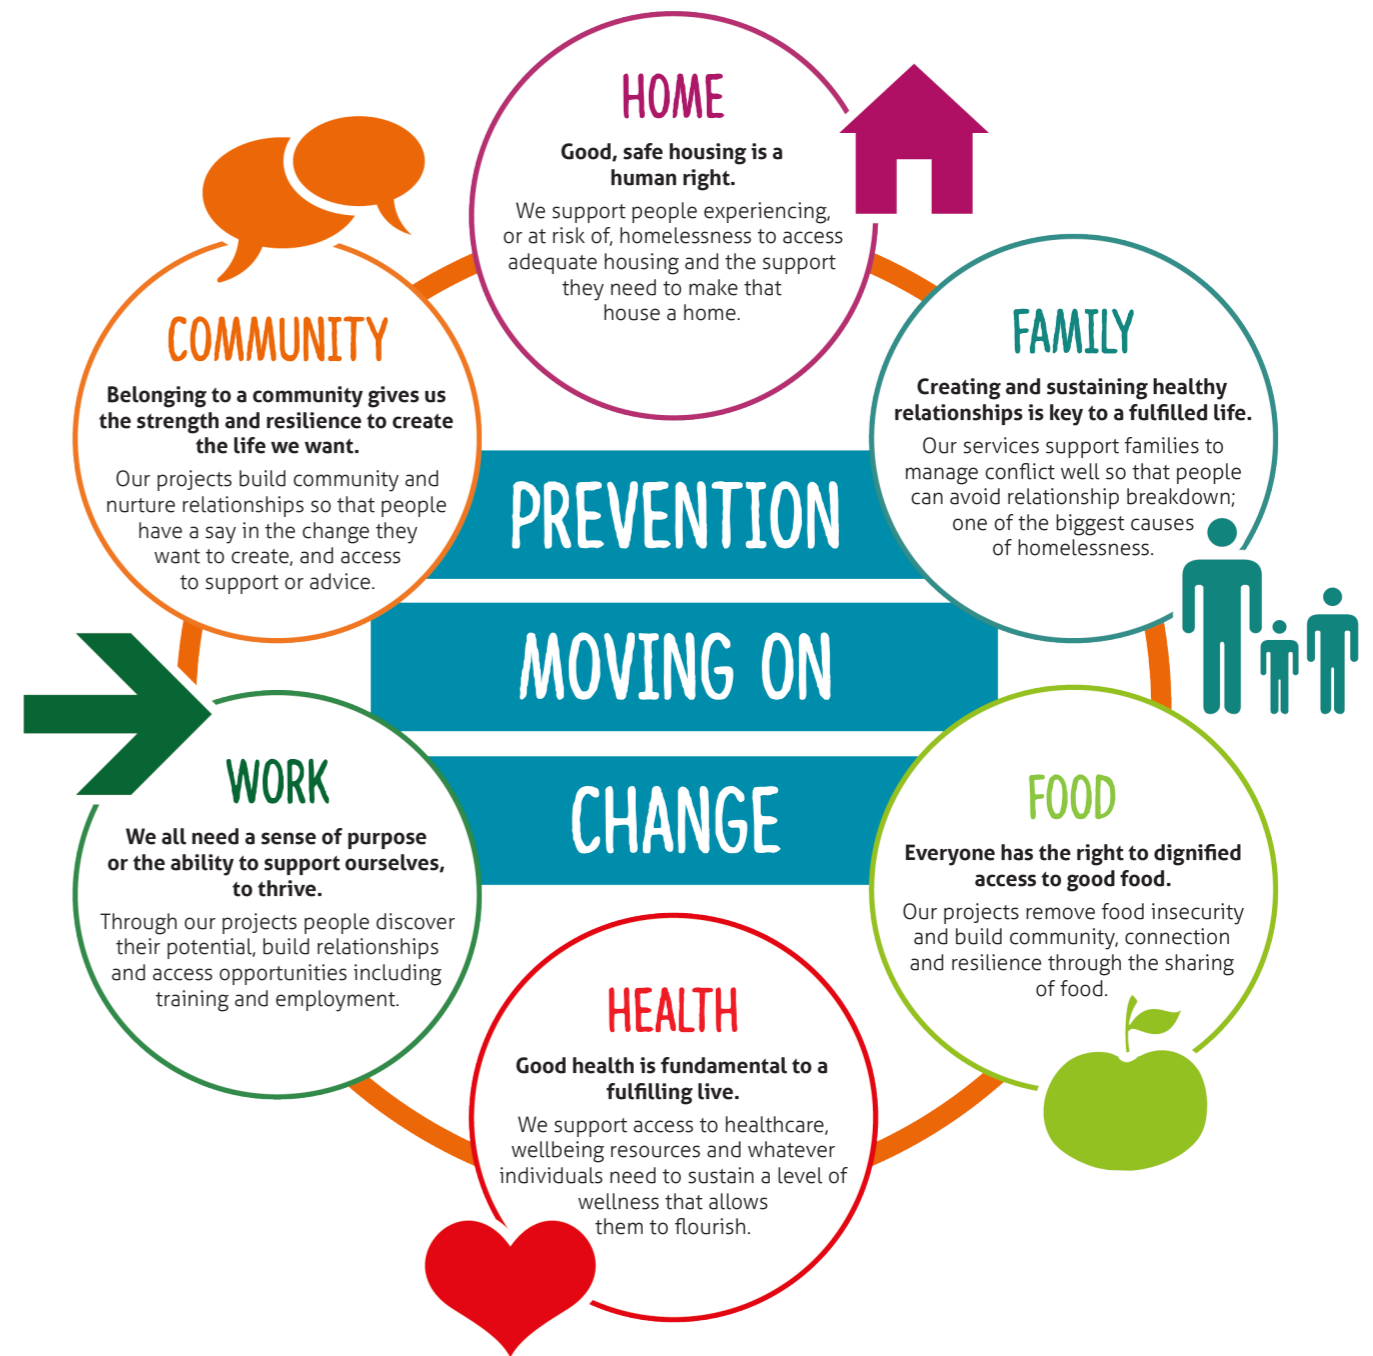 HOME
Good, safe housing is a
human right.
We support people experiencing,
or at risk of, homelessness to access
adequate housing and the support
they need to make that
house a home.
FAMILY
Creating and sustaining healthy
relationships is key to a fulfilled life.
Our services support families to
manage conflict well so that people
can avoid relationship breakdown;
one of the biggest causes
of homelessness.
COMMUNITY
Belonging to a community gives us
the strength and resilience to create
the life we want.
Our projects build community and
nurture relationships so that people
have a say in the change they
want to create, and access
to support or advice.
PREVENTION
MOVING ON
CHANGE
WORK
We all need a sense of purpose
or the ability to support ourselves,
to thrive.
Through our projects people discover
their potential, build relationships
and access opportunities including
training and employment.
FOOD
Everyone has the right to dignified
access to good food.
Our projects remove food insecurity
and build community, connection
and resilience through the sharing
of food.
HEALTH
Good health is fundamental to a
fulfilling live.
We support access to healthcare,
wellbeing resources and whatever
individuals need to sustain a level of
wellness that allows
them to flourish.